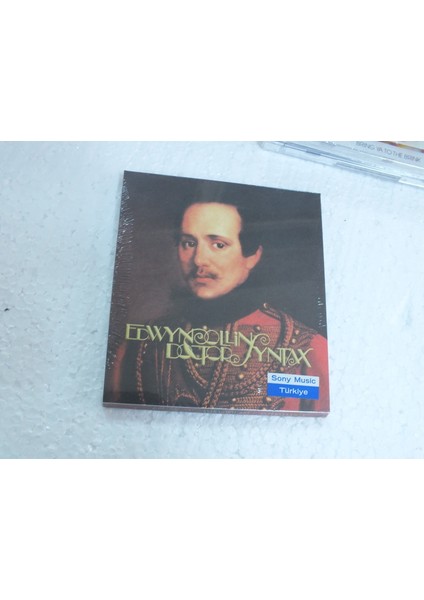 EDWYN COLLINS
DOCTOR SYNTAX
Sony Music
Türkiye